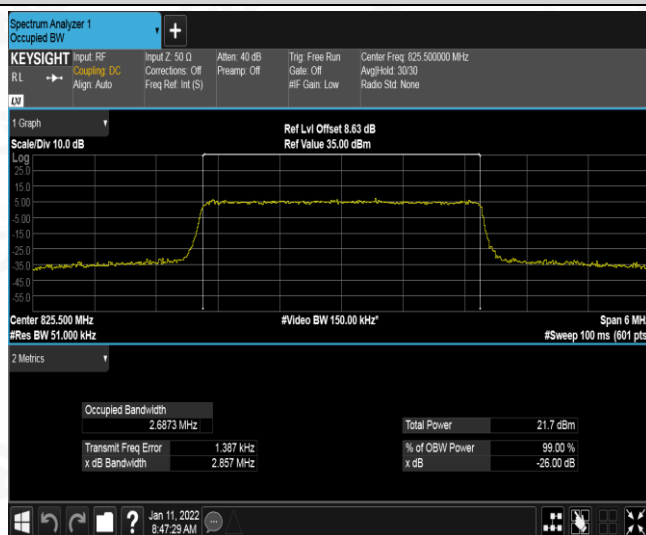 Spectrum Analyzer 1
Occupied BW
+
KEYSIGHT
R L
LXI
Input: RF
Coupling: DC
Align: Auto
Input Z: 50 Ω
Corrections: Off
Freq Ref: Int (S)
Atten: 40 dB
Preamp: Off
Trig: Free Run
Gate: Off
#IF Gain: Low
Center Freq: 825.500000 MHz
Avg|Hold: 30/30
Radio Std: None
1 Graph
Scale/Div 10.0 dB
Ref Lvl Offset 8.63 dB
Ref Value 35.00 dBm
Log
25.0
15.0
5.00
-5.00
-15.0
-25.0
-35.0
-45.0
-55.0
Center 825.500 MHz
#Res BW 51.000 kHz
#Video BW 150.00 kHz*
Span 6 MHz
#Sweep 100 ms (601 pts
2 Metrics
Occupied Bandwidth
2.6873 MHz
Transmit Freq Error 1.387 kHz
x dB Bandwidth 2.857 MHz
Total Power 21.7 dBm
% of OBW Power 99.00 %
x dB -26.00 dB
?
Jan 11, 2022
8:47:29 AM